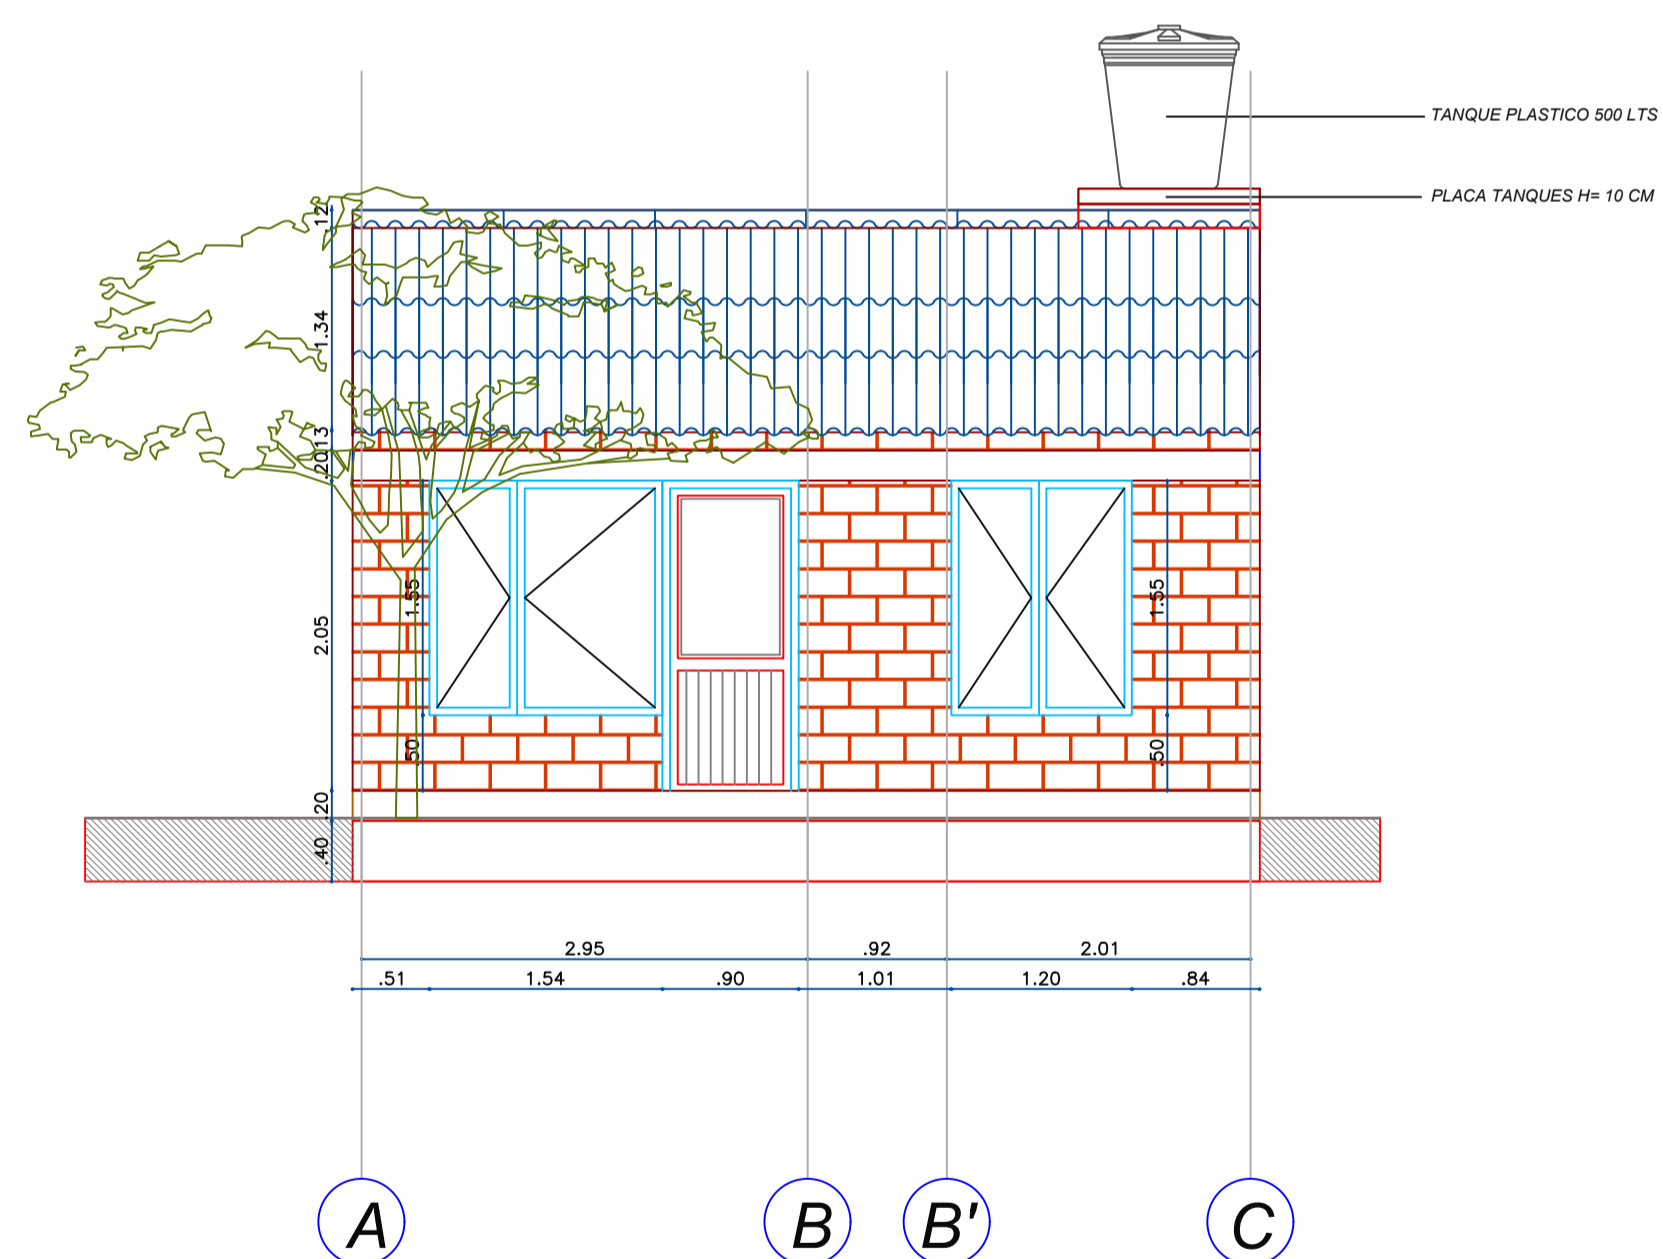 TANQUE PLASTICO 500 LTS
PLACA TANQUES H= 10 CM
.12
1.34
.13
.20
2.05
.20
.40
1.55
.50
1.55
.50
2.95 .92 2.01
.51 1.54 .90 1.01 1.20 .84
A B B' C